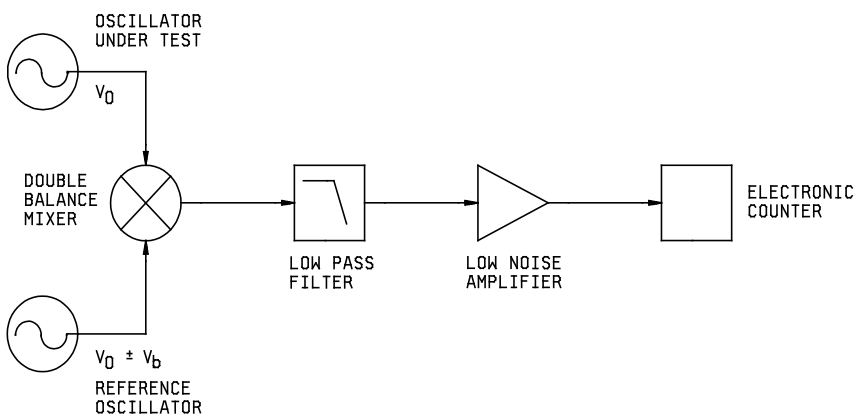 OSCILLATOR
UNDER TEST
V0
DOUBLE
BALANCE
MIXER
LOW PASS
FILTER
LOW NOISE
AMPLIFIER
ELECTRONIC
COUNTER
V0 ± Vb
REFERENCE
OSCILLATOR